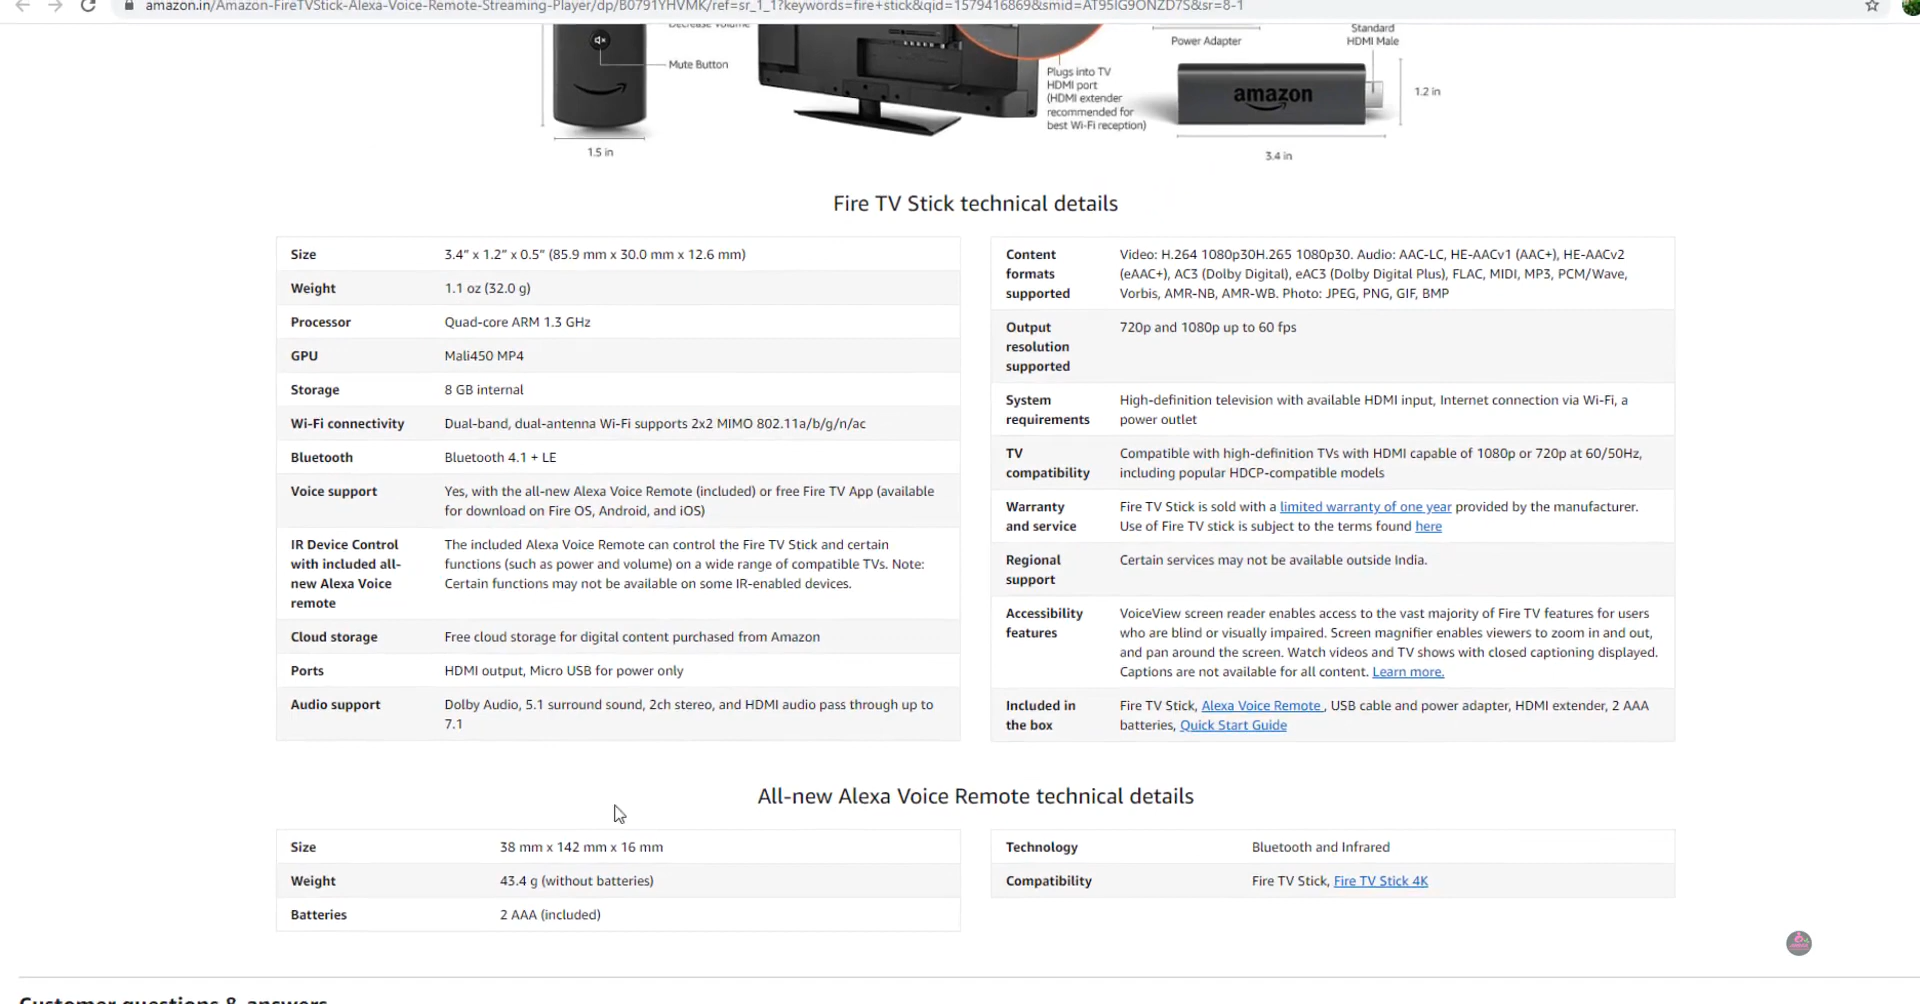 amazon.in/Amazon-FireTVStick-Alexa-Voice-Remote-Streaming-Player/dp/B0791YHVMK/ref=sr_1_1?keywords=fire+stick&qid=1579416869&smid=AT95IG9ONZD7S&sr=8-1
Decrease Volume
Mute Button
1.5 in
Plugs into TV
HDMI port
(HDMI extender
recommended for
best Wi-Fi reception)
Power Adapter
Standard
HDMI Male
amazon
1.2 in
3.4 in
Fire TV Stick technical details
Size 3.4" x 1.2" x 0.5" (85.9 mm x 30.0 mm x 12.6 mm)
Weight 1.1 oz (32.0 g)
Processor Quad-core ARM 1.3 GHz
GPU Mali450 MP4
Storage 8 GB internal
Wi-Fi connectivity Dual-band, dual-antenna Wi-Fi supports 2x2 MIMO 802.11a/b/g/n/ac
Bluetooth Bluetooth 4.1 + LE
Voice support Yes, with the all-new Alexa Voice Remote (included) or free Fire TV App (available
for download on Fire OS, Android, and iOS)
IR Device Control The included Alexa Voice Remote can control the Fire TV Stick and certain
with included all- functions (such as power and volume) on a wide range of compatible TVs. Note:
new Alexa Voice Certain functions may not be available on some IR-enabled devices.
remote
Cloud storage Free cloud storage for digital content purchased from Amazon
Ports HDMI output, Micro USB for power only
Audio support Dolby Audio, 5.1 surround sound, 2ch stereo, and HDMI audio pass through up to
7.1
Content Video: H.264 1080p30H.265 1080p30. Audio: AAC-LC, HE-AACv1 (AAC+), HE-AACv2
formats (eAAC+), AC3 (Dolby Digital), eAC3 (Dolby Digital Plus), FLAC, MIDI, MP3, PCM/Wave,
supported Vorbis, AMR-NB, AMR-WB. Photo: JPEG, PNG, GIF, BMP
Output 720p and 1080p up to 60 fps
resolution
supported
System High-definition television with available HDMI input, Internet connection via Wi-Fi, a
requirements power outlet
TV Compatible with high-definition TVs with HDMI capable of 1080p or 720p at 60/50Hz,
compatibility including popular HDCP-compatible models
Warranty Fire TV Stick is sold with a limited warranty of one year provided by the manufacturer.
and service Use of Fire TV stick is subject to the terms found here
Regional Certain services may not be available outside India.
support
Accessibility VoiceView screen reader enables access to the vast majority of Fire TV features for users
features who are blind or visually impaired. Screen magnifier enables viewers to zoom in and out,
and pan around the screen. Watch videos and TV shows with closed captioning displayed.
Captions are not available for all content. Learn more.
Included in Fire TV Stick, Alexa Voice Remote , USB cable and power adapter, HDMI extender, 2 AAA
the box batteries, Quick Start Guide
All-new Alexa Voice Remote technical details
Size 38 mm x 142 mm x 16 mm
Weight 43.4 g (without batteries)
Batteries 2 AAA (included)
Technology Bluetooth and Infrared
Compatibility Fire TV Stick, Fire TV Stick 4K
Customer questions & answers